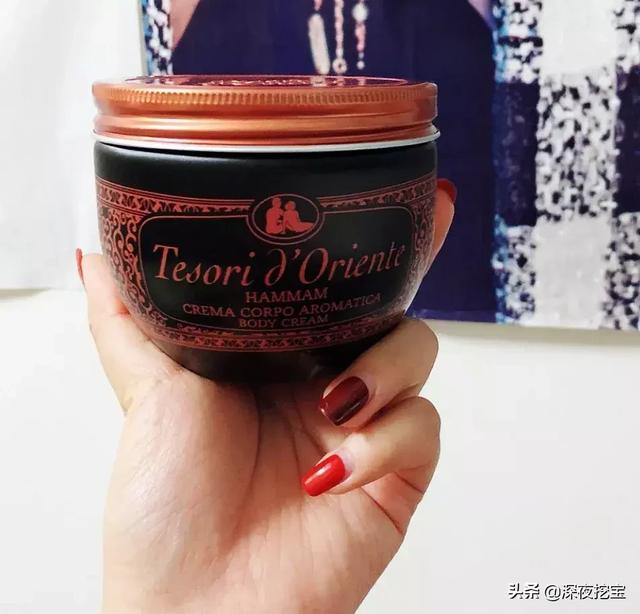 Tesori d'Oriente
HAMMAM
CREMA CORPO AROMATICA
BODY CREAM
头条 @深夜挖宝